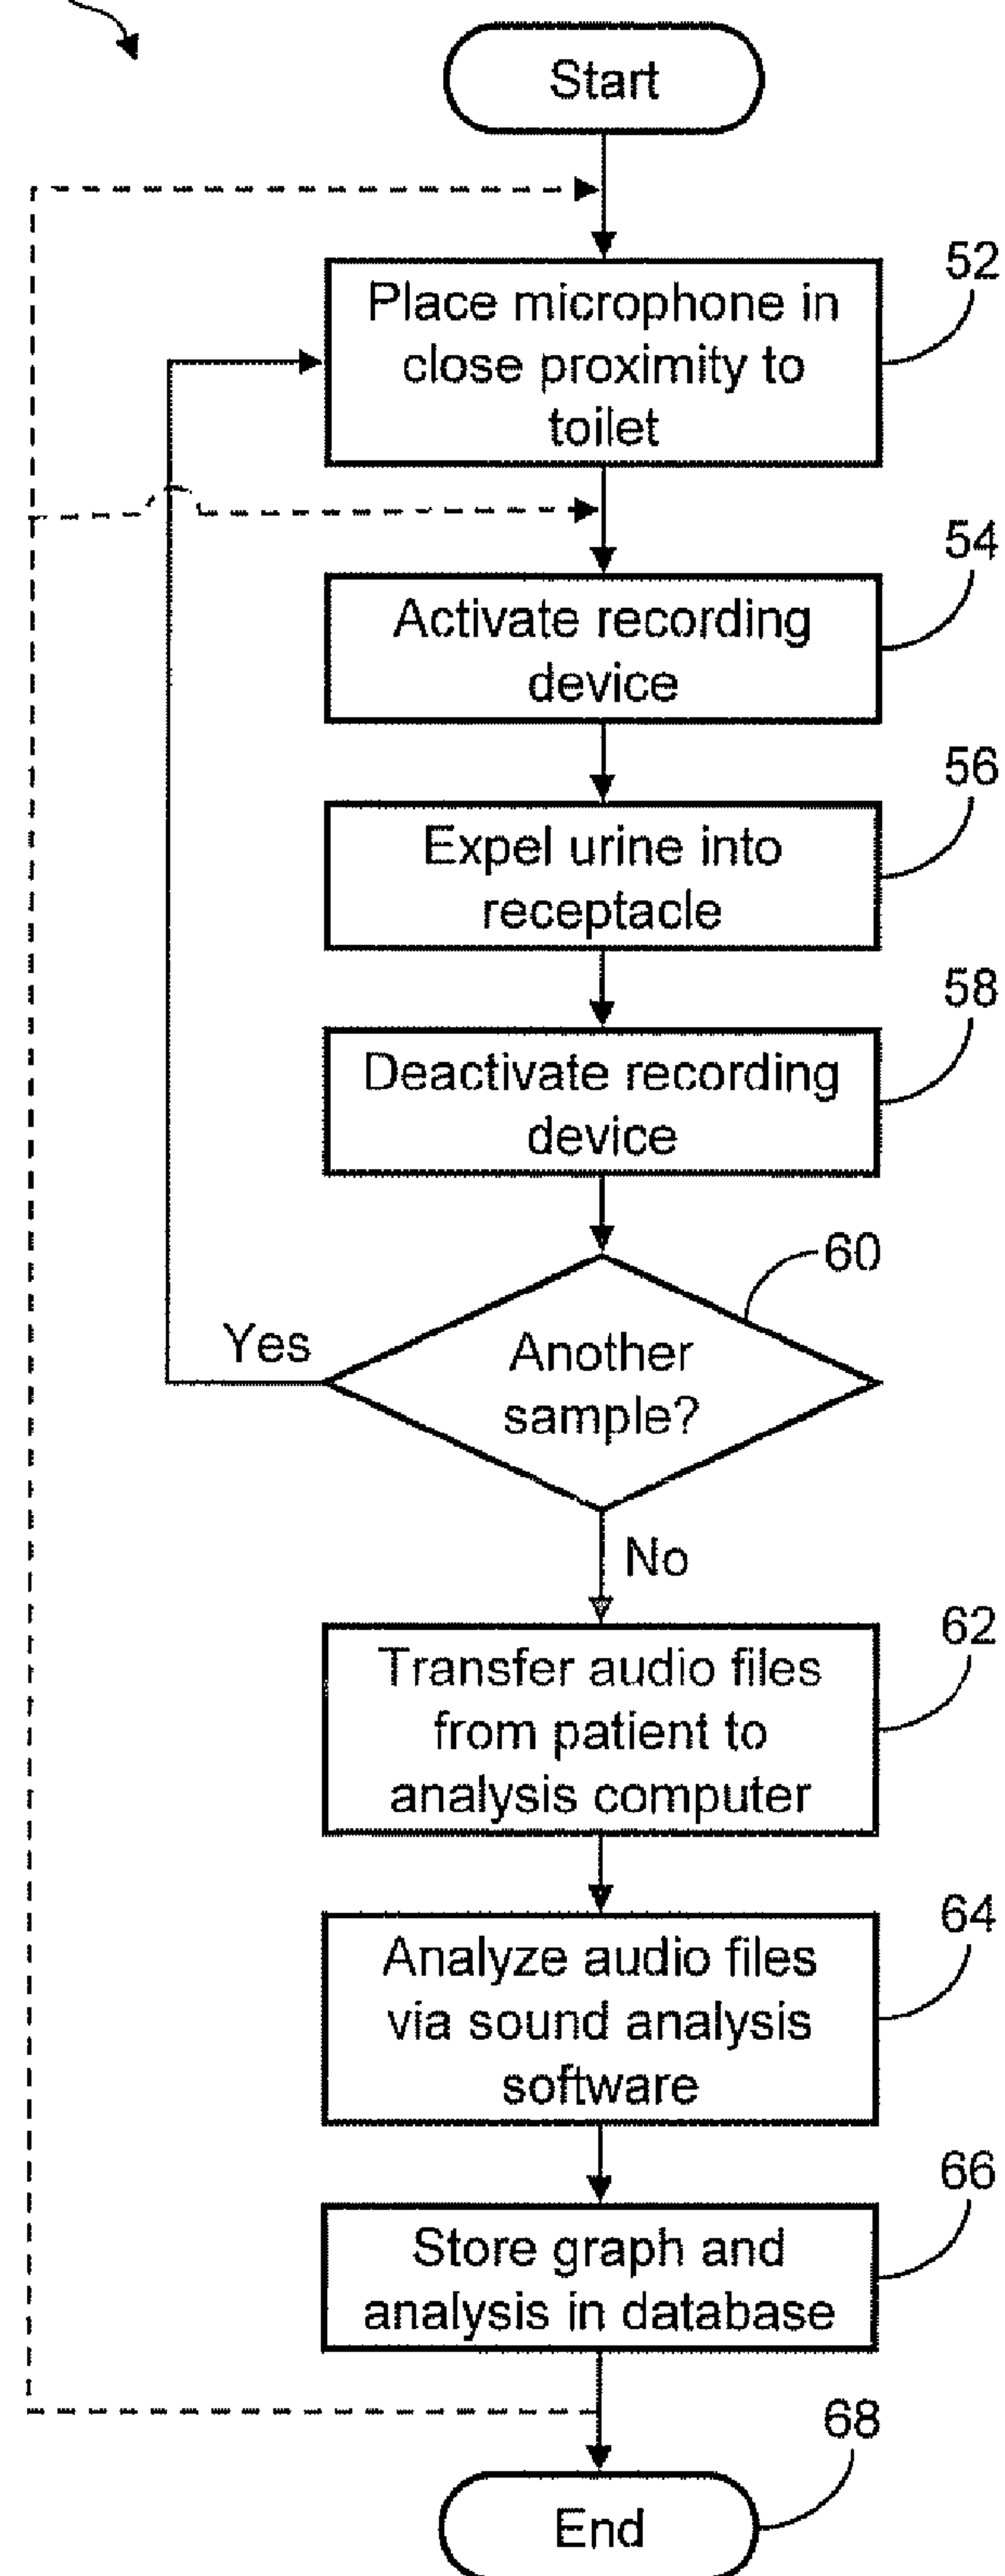 Start
52
Place microphone in
close proximity to
toilet
54
Activate recording
device
56
Expel urine into
receptacle
58
Deactivate recording
device
60
Yes
Another
sample?
No
62
Transfer audio files
from patient to
analysis computer
64
Analyze audio files
via sound analysis
software
66
Store graph and
analysis in database
68
End